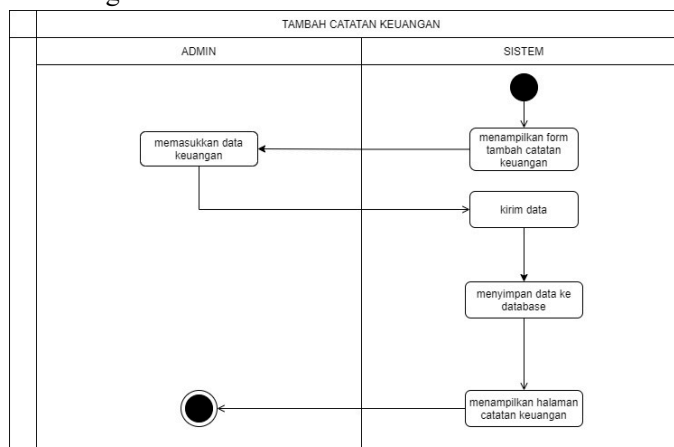 TAMBAH CATATAN KEUANGAN
ADMIN
SISTEM
menampilkan form
tambah catatan
keuangan
memasukkan data
keuangan
kirim data
menyimpan data ke
database
menampilkan halaman
catatan keuangan